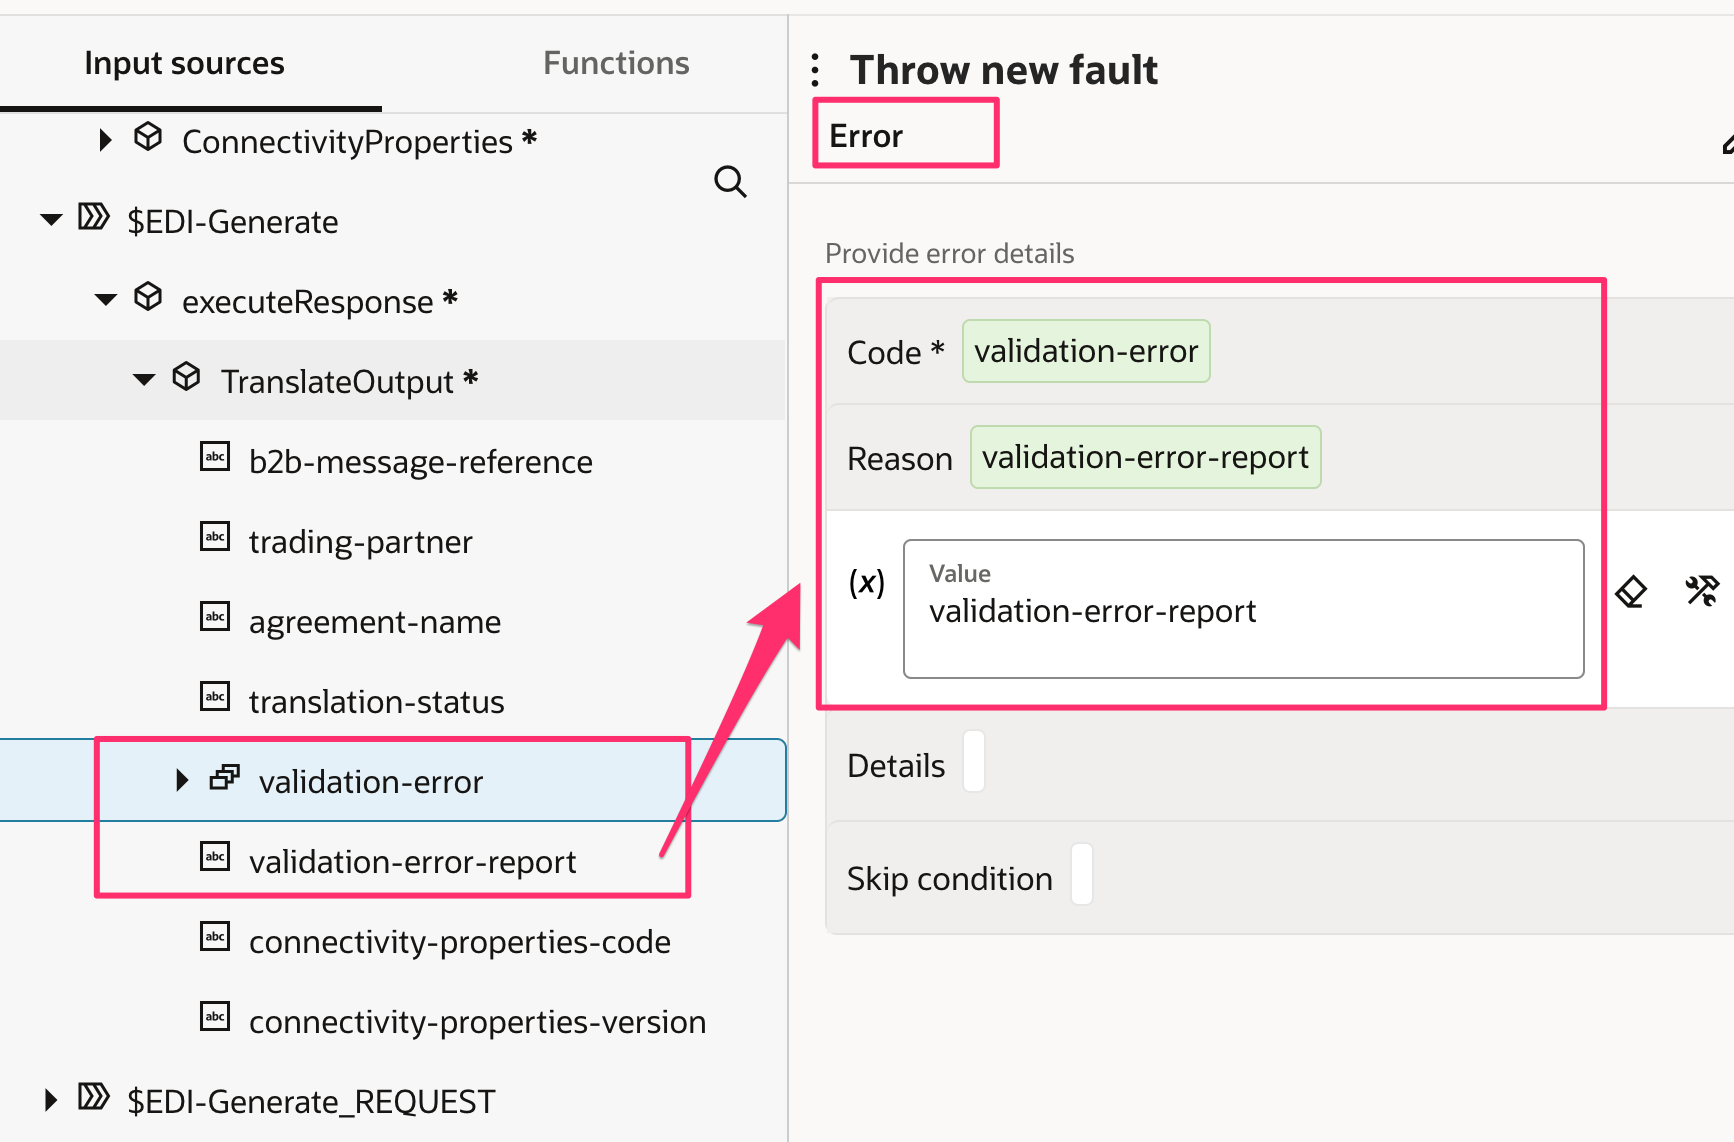 Input sources
Functions
ConnectivityProperties *
$EDI-Generate
executeResponse *
TranslateOutput *
abc b2b-message-reference
abc trading-partner
abc agreement-name
abc translation-status
validation-error
abc validation-error-report
abc connectivity-properties-code
abc connectivity-properties-version
$EDI-Generate_REQUEST
Throw new fault
Error
Provide error details
Code * validation-error
Reason validation-error-report
(x) Value
validation-error-report
Details
Skip condition